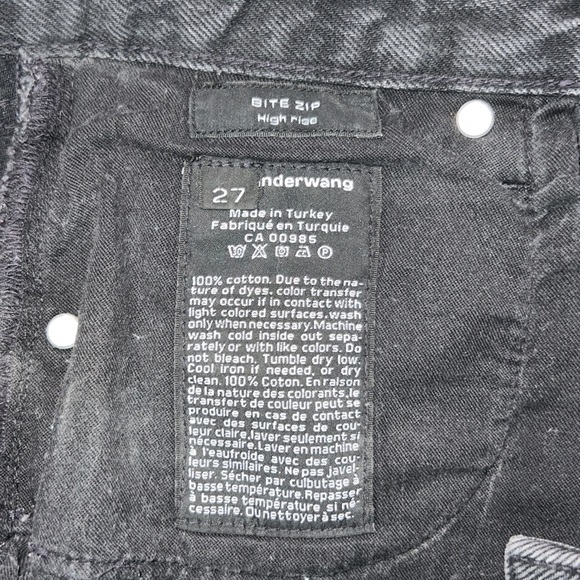 BITE ZIP
High rise
27
nderwang
Made in Turkey
Fabriqué en Turquie
CA 00985
100% cotton. Due to the na-
ture of dyes, color transfer
may occur if in contact with
light colored surfaces. wash
only when necessary. Machine
wash cold inside out sepa-
rately or with like colors. Do
not bleach. Tumble dry low.
Cool iron if needed, or dry
clean. 100% Coton. En raison
de la nature des colorants, le
transfert de couleur peut se
produire en cas de contact
avec des surfaces de cou-
leur claire, laver seulement si
nécessaire. Laver en machine
à l'eaufroide avec des cou-
leurs similaires. Ne pas javel-
liser. Sécher par culbutage à
basse température. Repasser
à basse température si né-
cessaire. Ou nettoyer à sec.